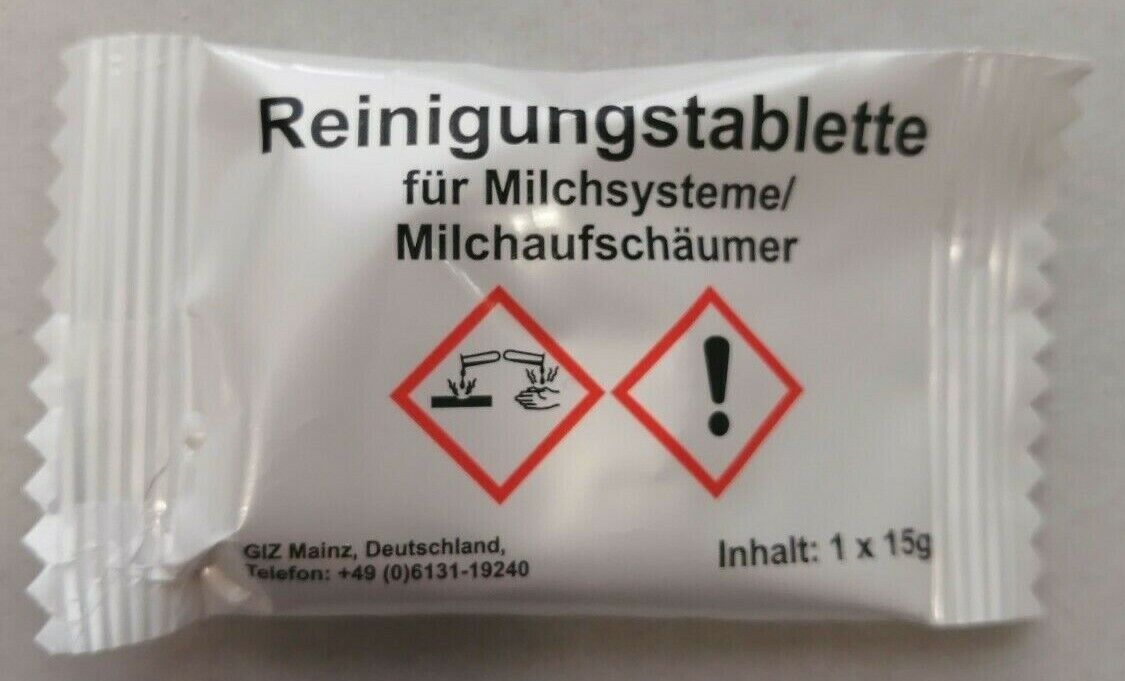 Reinigungstablette
für Milchsysteme/
Milchaufschäumer
GIZ Mainz, Deutschland,
Telefon: +49 (0)6131-19240
Inhalt: 1 x 15g